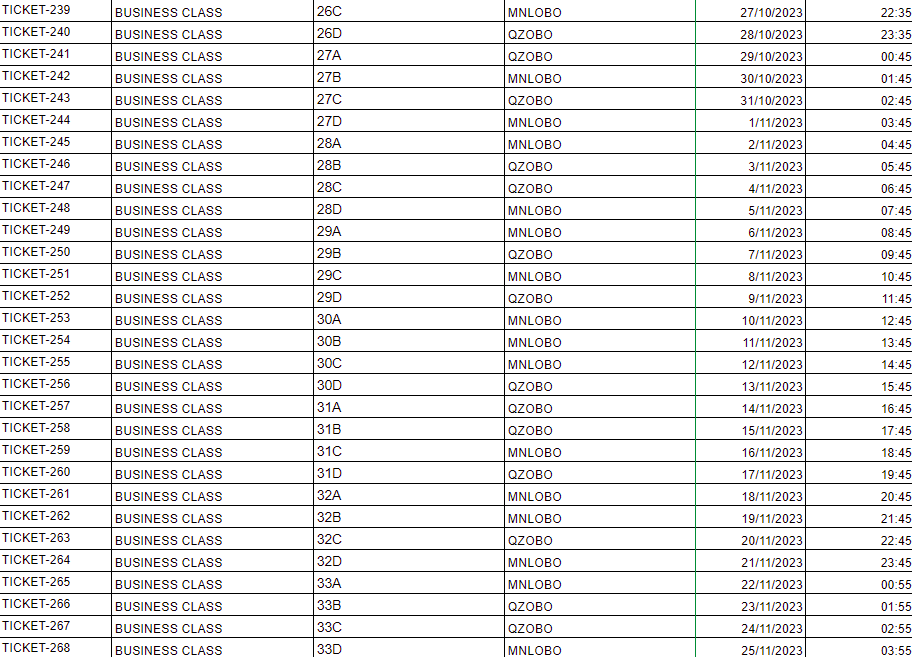 TICKET-239 BUSINESS CLASS 26C MNLOBO 27/10/2023 22:35
TICKET-240 BUSINESS CLASS 26D QZOBO 28/10/2023 23:35
TICKET-241 BUSINESS CLASS 27A QZOBO 29/10/2023 00:45
TICKET-242 BUSINESS CLASS 27B MNLOBO 30/10/2023 01:45
TICKET-243 BUSINESS CLASS 27C QZOBO 31/10/2023 02:45
TICKET-244 BUSINESS CLASS 27D MNLOBO 1/11/2023 03:45
TICKET-245 BUSINESS CLASS 28A MNLOBO 2/11/2023 04:45
TICKET-246 BUSINESS CLASS 28B QZOBO 3/11/2023 05:45
TICKET-247 BUSINESS CLASS 28C QZOBO 4/11/2023 06:45
TICKET-248 BUSINESS CLASS 28D MNLOBO 5/11/2023 07:45
TICKET-249 BUSINESS CLASS 29A MNLOBO 6/11/2023 08:45
TICKET-250 BUSINESS CLASS 29B QZOBO 7/11/2023 09:45
TICKET-251 BUSINESS CLASS 29C MNLOBO 8/11/2023 10:45
TICKET-252 BUSINESS CLASS 29D QZOBO 9/11/2023 11:45
TICKET-253 BUSINESS CLASS 30A MNLOBO 10/11/2023 12:45
TICKET-254 BUSINESS CLASS 30B MNLOBO 11/11/2023 13:45
TICKET-255 BUSINESS CLASS 30C MNLOBO 12/11/2023 14:45
TICKET-256 BUSINESS CLASS 30D QZOBO 13/11/2023 15:45
TICKET-257 BUSINESS CLASS 31A QZOBO 14/11/2023 16:45
TICKET-258 BUSINESS CLASS 31B QZOBO 15/11/2023 17:45
TICKET-259 BUSINESS CLASS 31C MNLOBO 16/11/2023 18:45
TICKET-260 BUSINESS CLASS 31D QZOBO 17/11/2023 19:45
TICKET-261 BUSINESS CLASS 32A MNLOBO 18/11/2023 20:45
TICKET-262 BUSINESS CLASS 32B MNLOBO 19/11/2023 21:45
TICKET-263 BUSINESS CLASS 32C QZOBO 20/11/2023 22:45
TICKET-264 BUSINESS CLASS 32D MNLOBO 21/11/2023 23:45
TICKET-265 BUSINESS CLASS 33A MNLOBO 22/11/2023 00:55
TICKET-266 BUSINESS CLASS 33B QZOBO 23/11/2023 01:55
TICKET-267 BUSINESS CLASS 33C QZOBO 24/11/2023 02:55
TICKET-268 BUSINESS CLASS 33D MNLOBO 25/11/2023 03:55